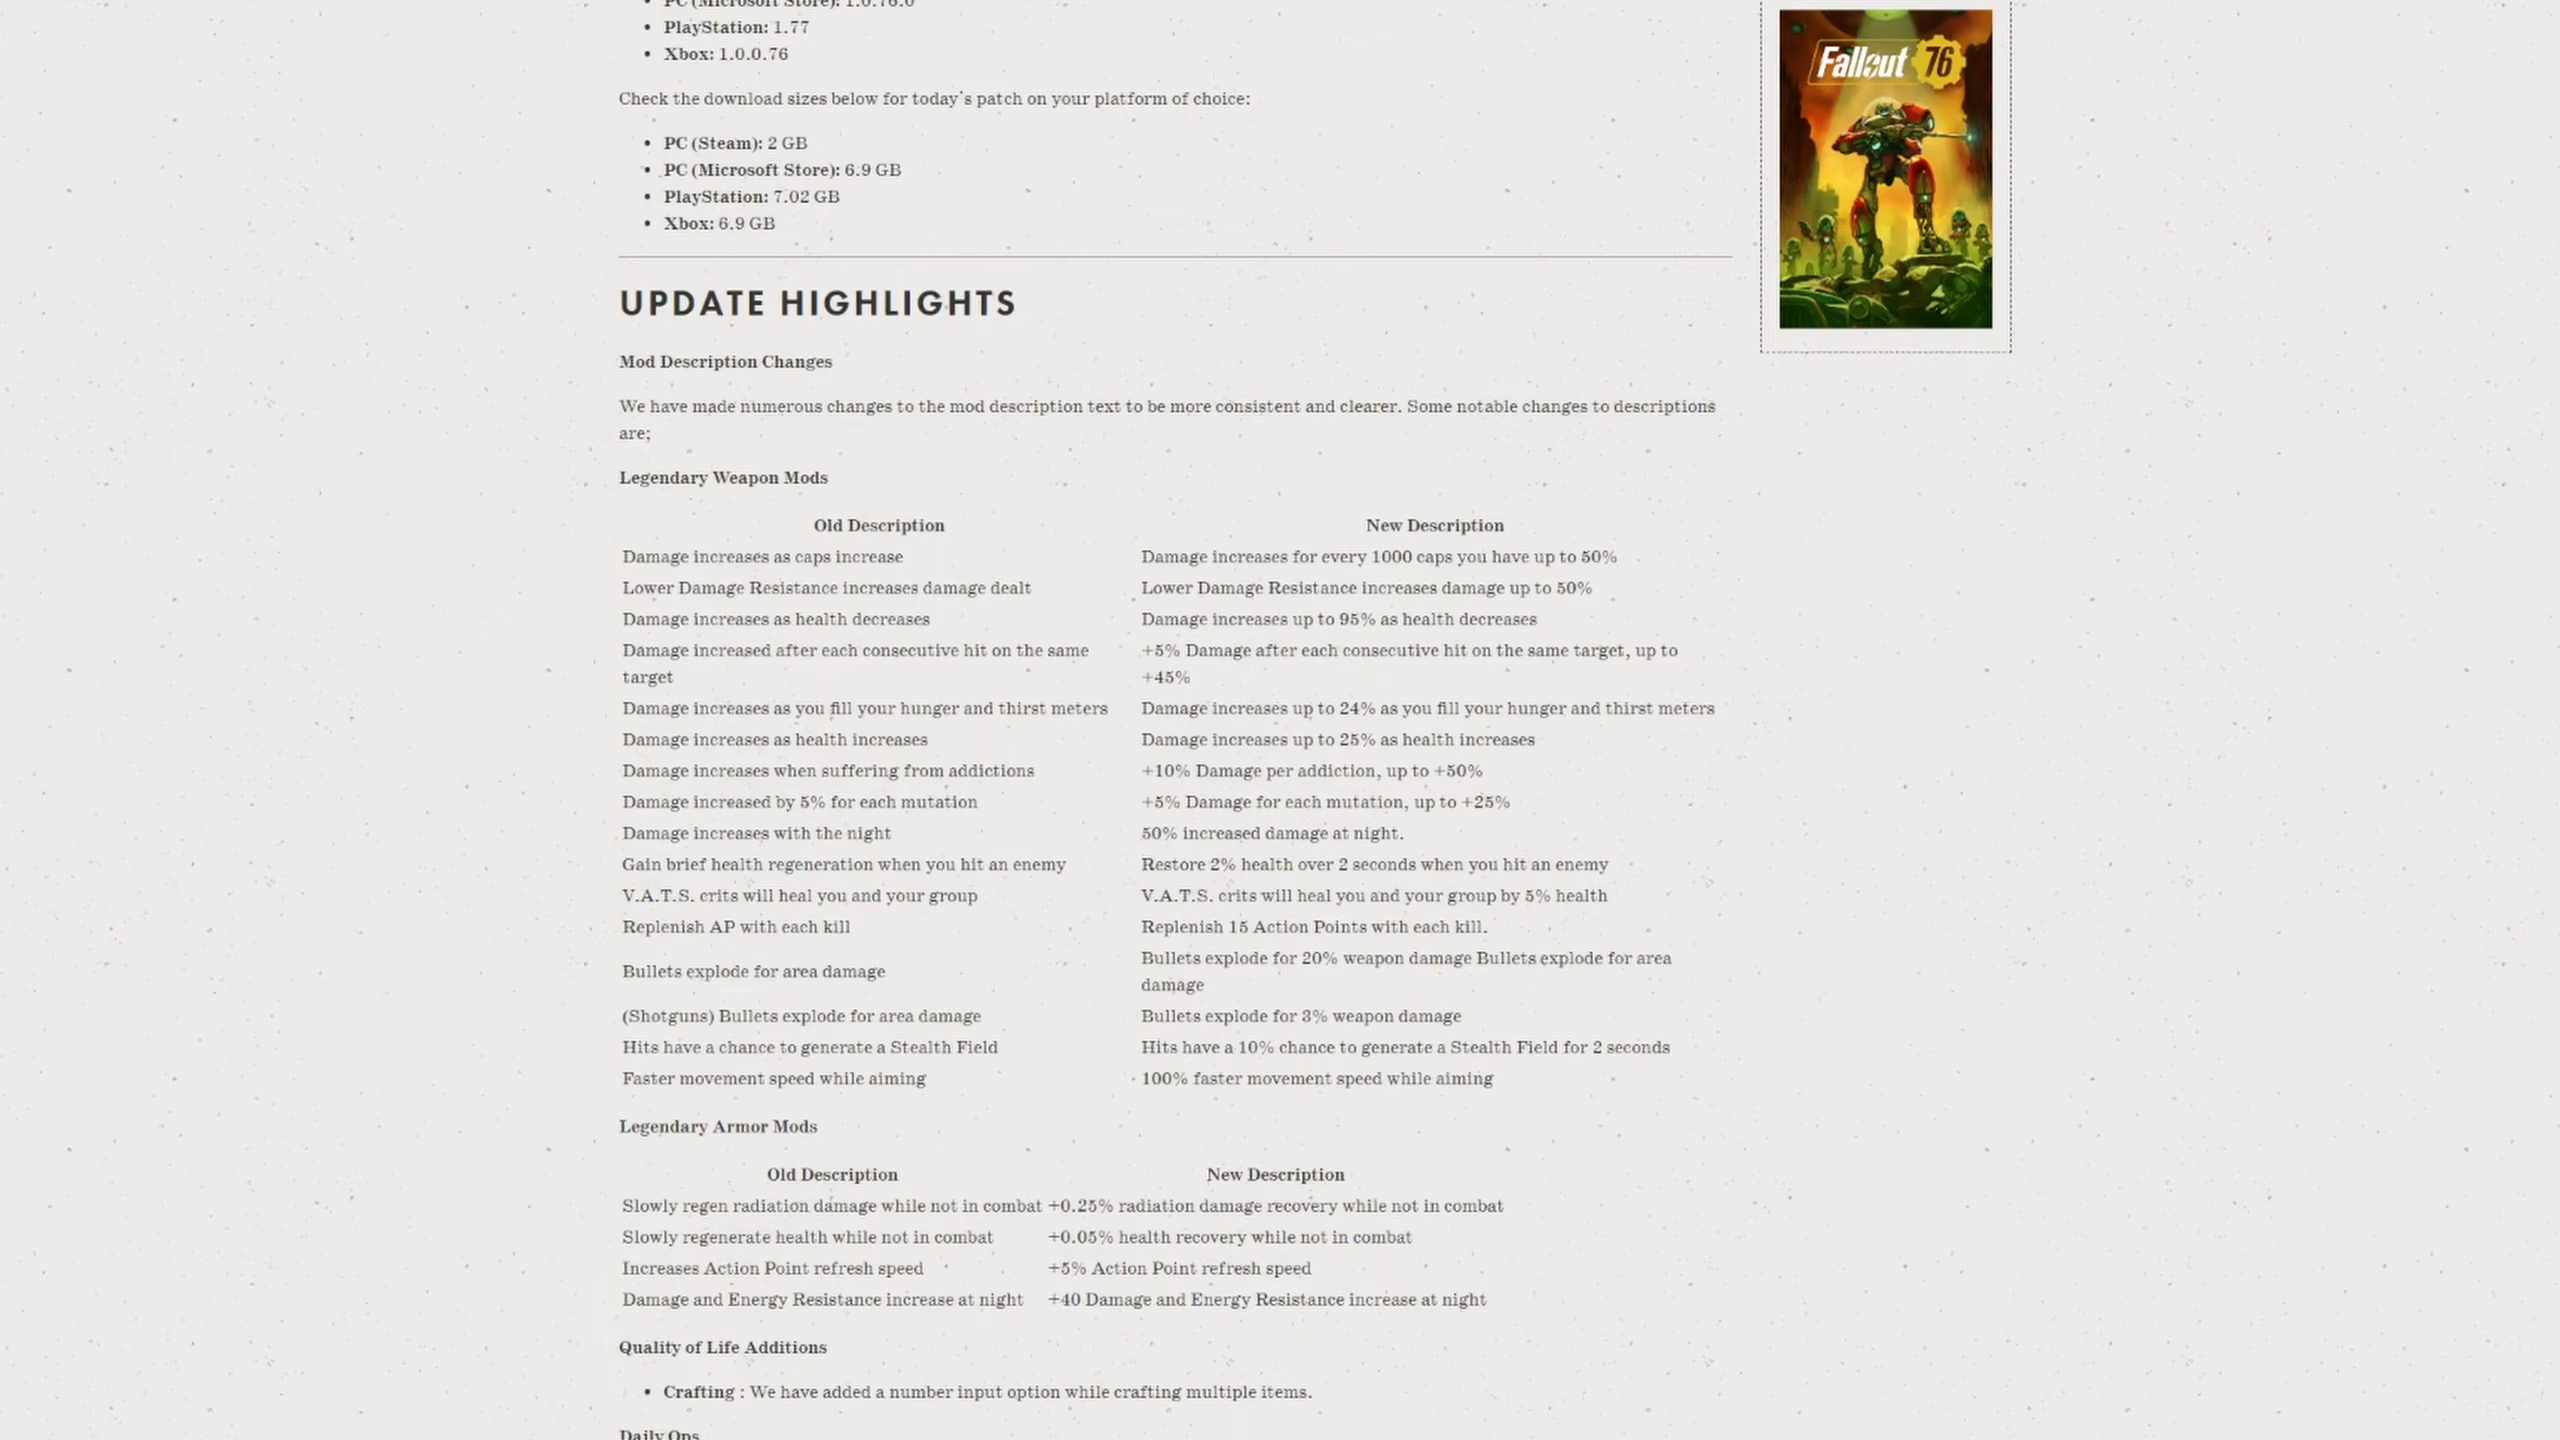 PC (Microsoft Store): 1.0.76.0
PlayStation: 1.77
Xbox: 1.0.0.76
Fallout 76
Check the download sizes below for today's patch on your platform of choice:
PC (Steam): 2 GB
PC (Microsoft Store): 6.9 GB
PlayStation: 7.02 GB
Xbox: 6.9 GB
UPDATE HIGHLIGHTS
Mod Description Changes
We have made numerous changes to the mod description text to be more consistent and clearer. Some notable changes to descriptions
are;
Legendary Weapon Mods
Old Description New Description
Damage increases as caps increase Damage increases for every 1000 caps you have up to 50%
Lower Damage Resistance increases damage dealt Lower Damage Resistance increases damage up to 50%
Damage increases as health decreases Damage increases up to 95% as health decreases
Damage increased after each consecutive hit on the same +5% Damage after each consecutive hit on the same target, up to
target +45%
Damage increases as you fill your hunger and thirst meters Damage increases up to 24% as you fill your hunger and thirst meters
Damage increases as health increases Damage increases up to 25% as health increases
Damage increases when suffering from addictions +10% Damage per addiction, up to +50%
Damage increased by 5% for each mutation +5% Damage for each mutation, up to +25%
Damage increases with the night 50% increased damage at night.
Gain brief health regeneration when you hit an enemy Restore 2% health over 2 seconds when you hit an enemy
V.A.T.S. crits will heal you and your group V.A.T.S. crits will heal you and your group by 5% health
Replenish AP with each kill Replenish 15 Action Points with each kill.
Bullets explode for area damage Bullets explode for 20% weapon damage Bullets explode for area
damage
(Shotguns) Bullets explode for area damage Bullets explode for 3% weapon damage
Hits have a chance to generate a Stealth Field Hits have a 10% chance to generate a Stealth Field for 2 seconds
Faster movement speed while aiming 100% faster movement speed while aiming
Legendary Armor Mods
Old Description New Description
Slowly regen radiation damage while not in combat +0.25% radiation damage recovery while not in combat
Slowly regenerate health while not in combat +0.05% health recovery while not in combat
Increases Action Point refresh speed +5% Action Point refresh speed
Damage and Energy Resistance increase at night +40 Damage and Energy Resistance increase at night
Quality of Life Additions
Crafting : We have added a number input option while crafting multiple items.
Daily Ops